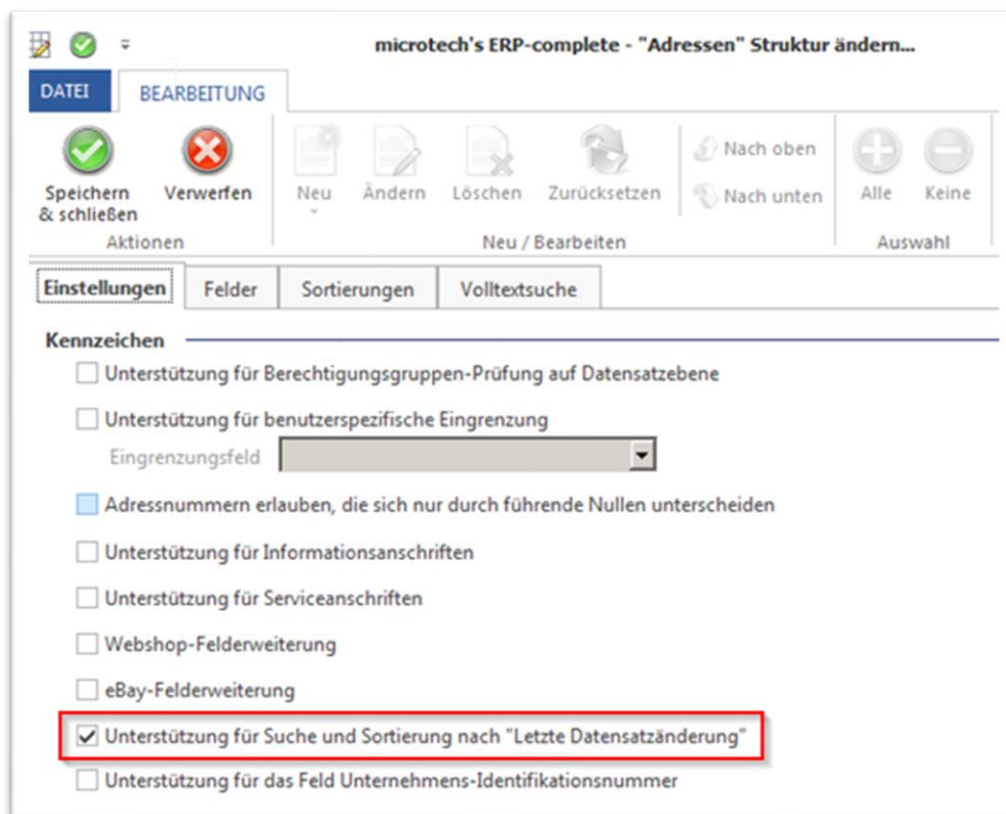 microtech's ERP-complete - "Adressen" Struktur ändern...
DATEI BEARBEITUNG
Speichern & schließen
Verwerfen
Neu
Ändern
Löschen
Zurücksetzen
Nach oben
Nach unten
Alle
Keine
Aktionen
Neu / Bearbeiten
Auswahl
Einstellungen Felder Sortierungen Volltextsuche
Kennzeichen
Unterstützung für Berechtigungsgruppen-Prüfung auf Datensatzebene
Unterstützung für benutzerspezifische Eingrenzung
Eingrenzungsfeld
Adressnummern erlauben, die sich nur durch führende Nullen unterscheiden
Unterstützung für Informationsanschriften
Unterstützung für Serviceanschriften
Webshop-Felderweiterung
eBay-Felderweiterung
Unterstützung für Suche und Sortierung nach "Letzte Datensatzänderung"
Unterstützung für das Feld Unternehmens-Identifikationsnummer